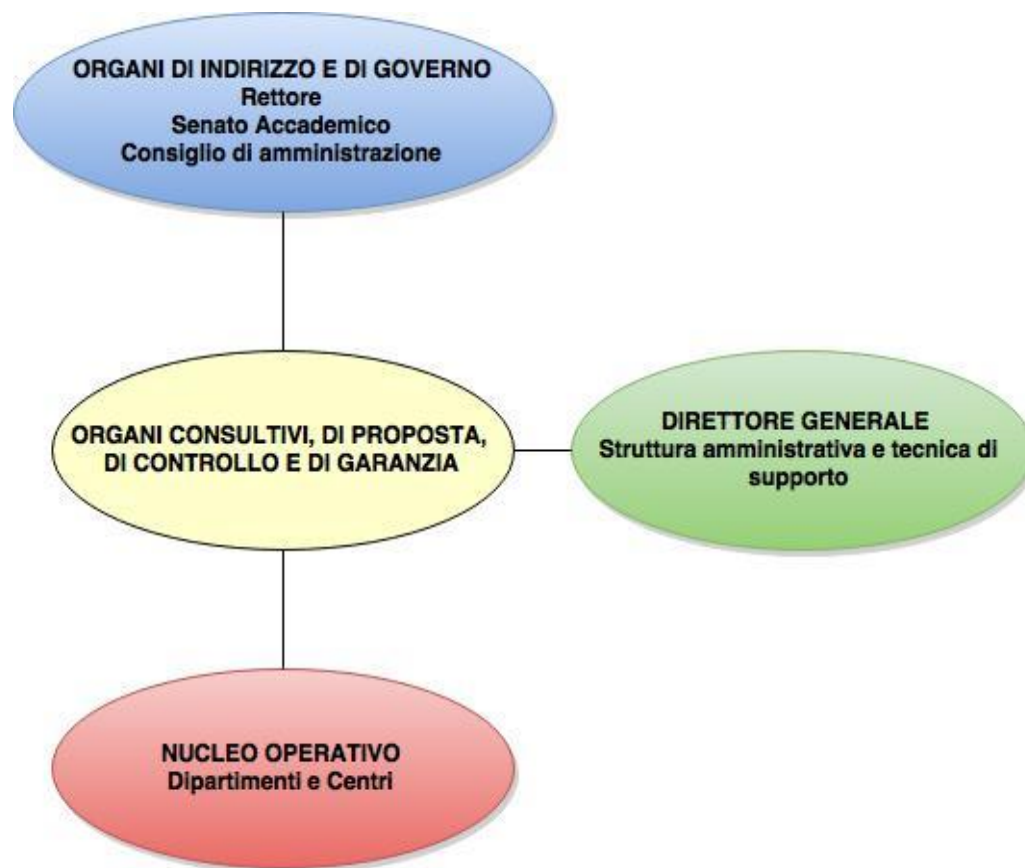 ORGANI DI INDIRIZZO E DI GOVERNO
Rettore
Senato Accademico
Consiglio di amministrazione
ORGANI CONSULTIVI, DI PROPOSTA,
DI CONTROLLO E DI GARANZIA
DIRETTORE GENERALE
Struttura amministrativa e tecnica di
supporto
NUCLEO OPERATIVO
Dipartimenti e Centri